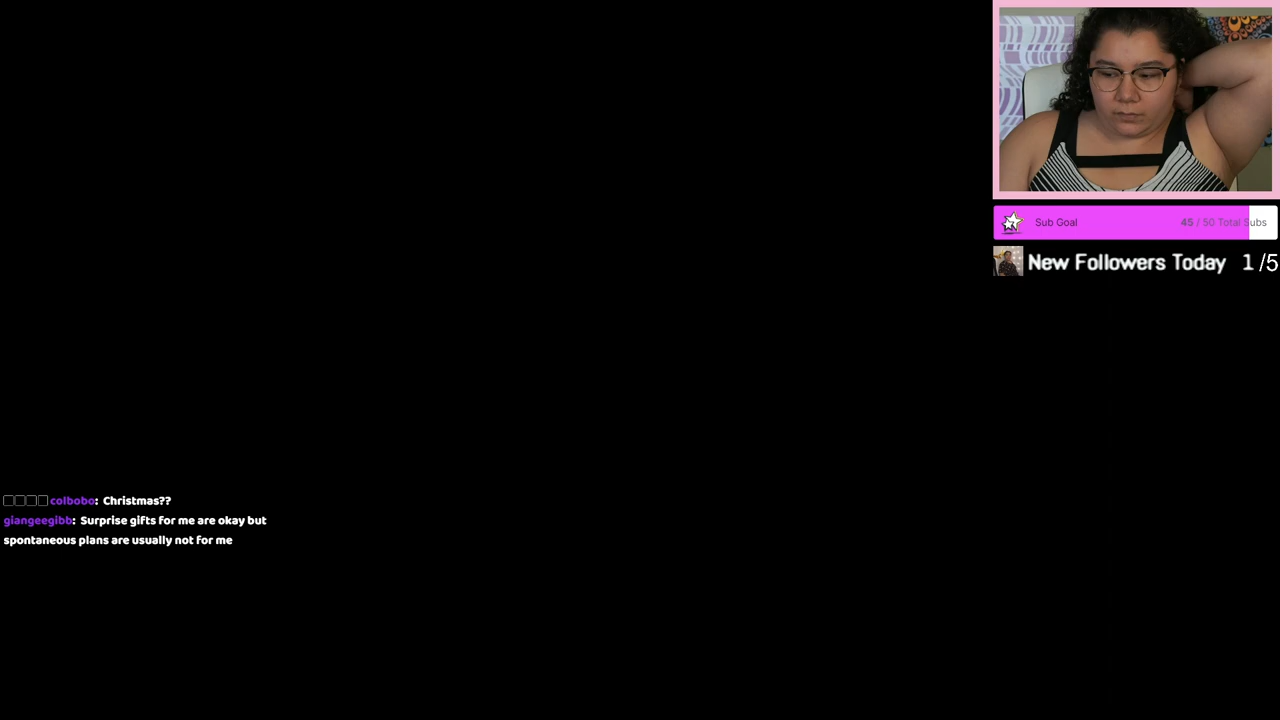 Sub Goal 45 / 50 Total Subs
New Followers Today 1 /5
colbobo: Christmas??
giangeegibb: Surprise gifts for me are okay but
spontaneous plans are usually not for me